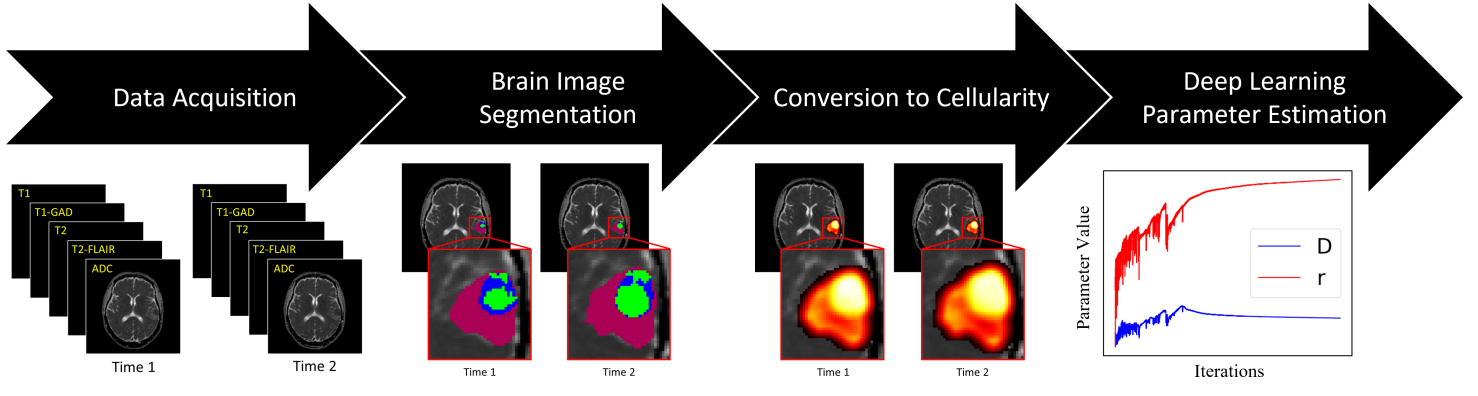 Data Acquisition
Brain Image
Segmentation
Conversion to Cellularity
Deep Learning
Parameter Estimation
T1
T1-GAD
T2
T2-FLAIR
ADC
Time 1
T1
T1-GAD
T2
T2-FLAIR
ADC
Time 2
Time 1
Time 2
Time 1
Time 2
Parameter Value
D
r
Iterations